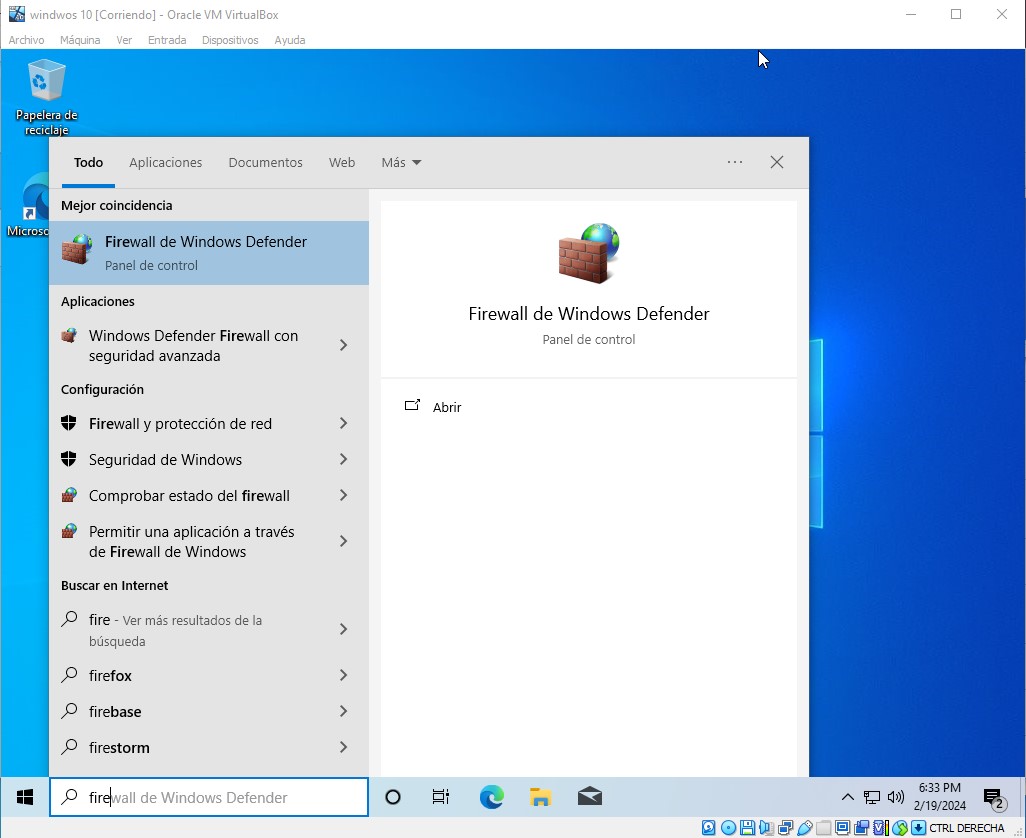 windwos 10 [Corriendo] - Oracle VM VirtualBox
Archivo Máquina Ver Entrada Dispositivos Ayuda
Papelera de
reciclaje
Microso
Todo Aplicaciones Documentos Web Más
Mejor coincidencia
Firewall de Windows Defender
Panel de control
Aplicaciones
Windows Defender Firewall con
seguridad avanzada
Configuración
Firewall y protección de red
Seguridad de Windows
Comprobar estado del firewall
Permitir una aplicación a través
de Firewall de Windows
Buscar en Internet
fire - Ver más resultados de la
búsqueda
firefox
firebase
firestorm
Firewall de Windows Defender
Panel de control
Abrir
firewall de Windows Defender
6:33 PM
2/19/2024
2
CTRL DERECHA